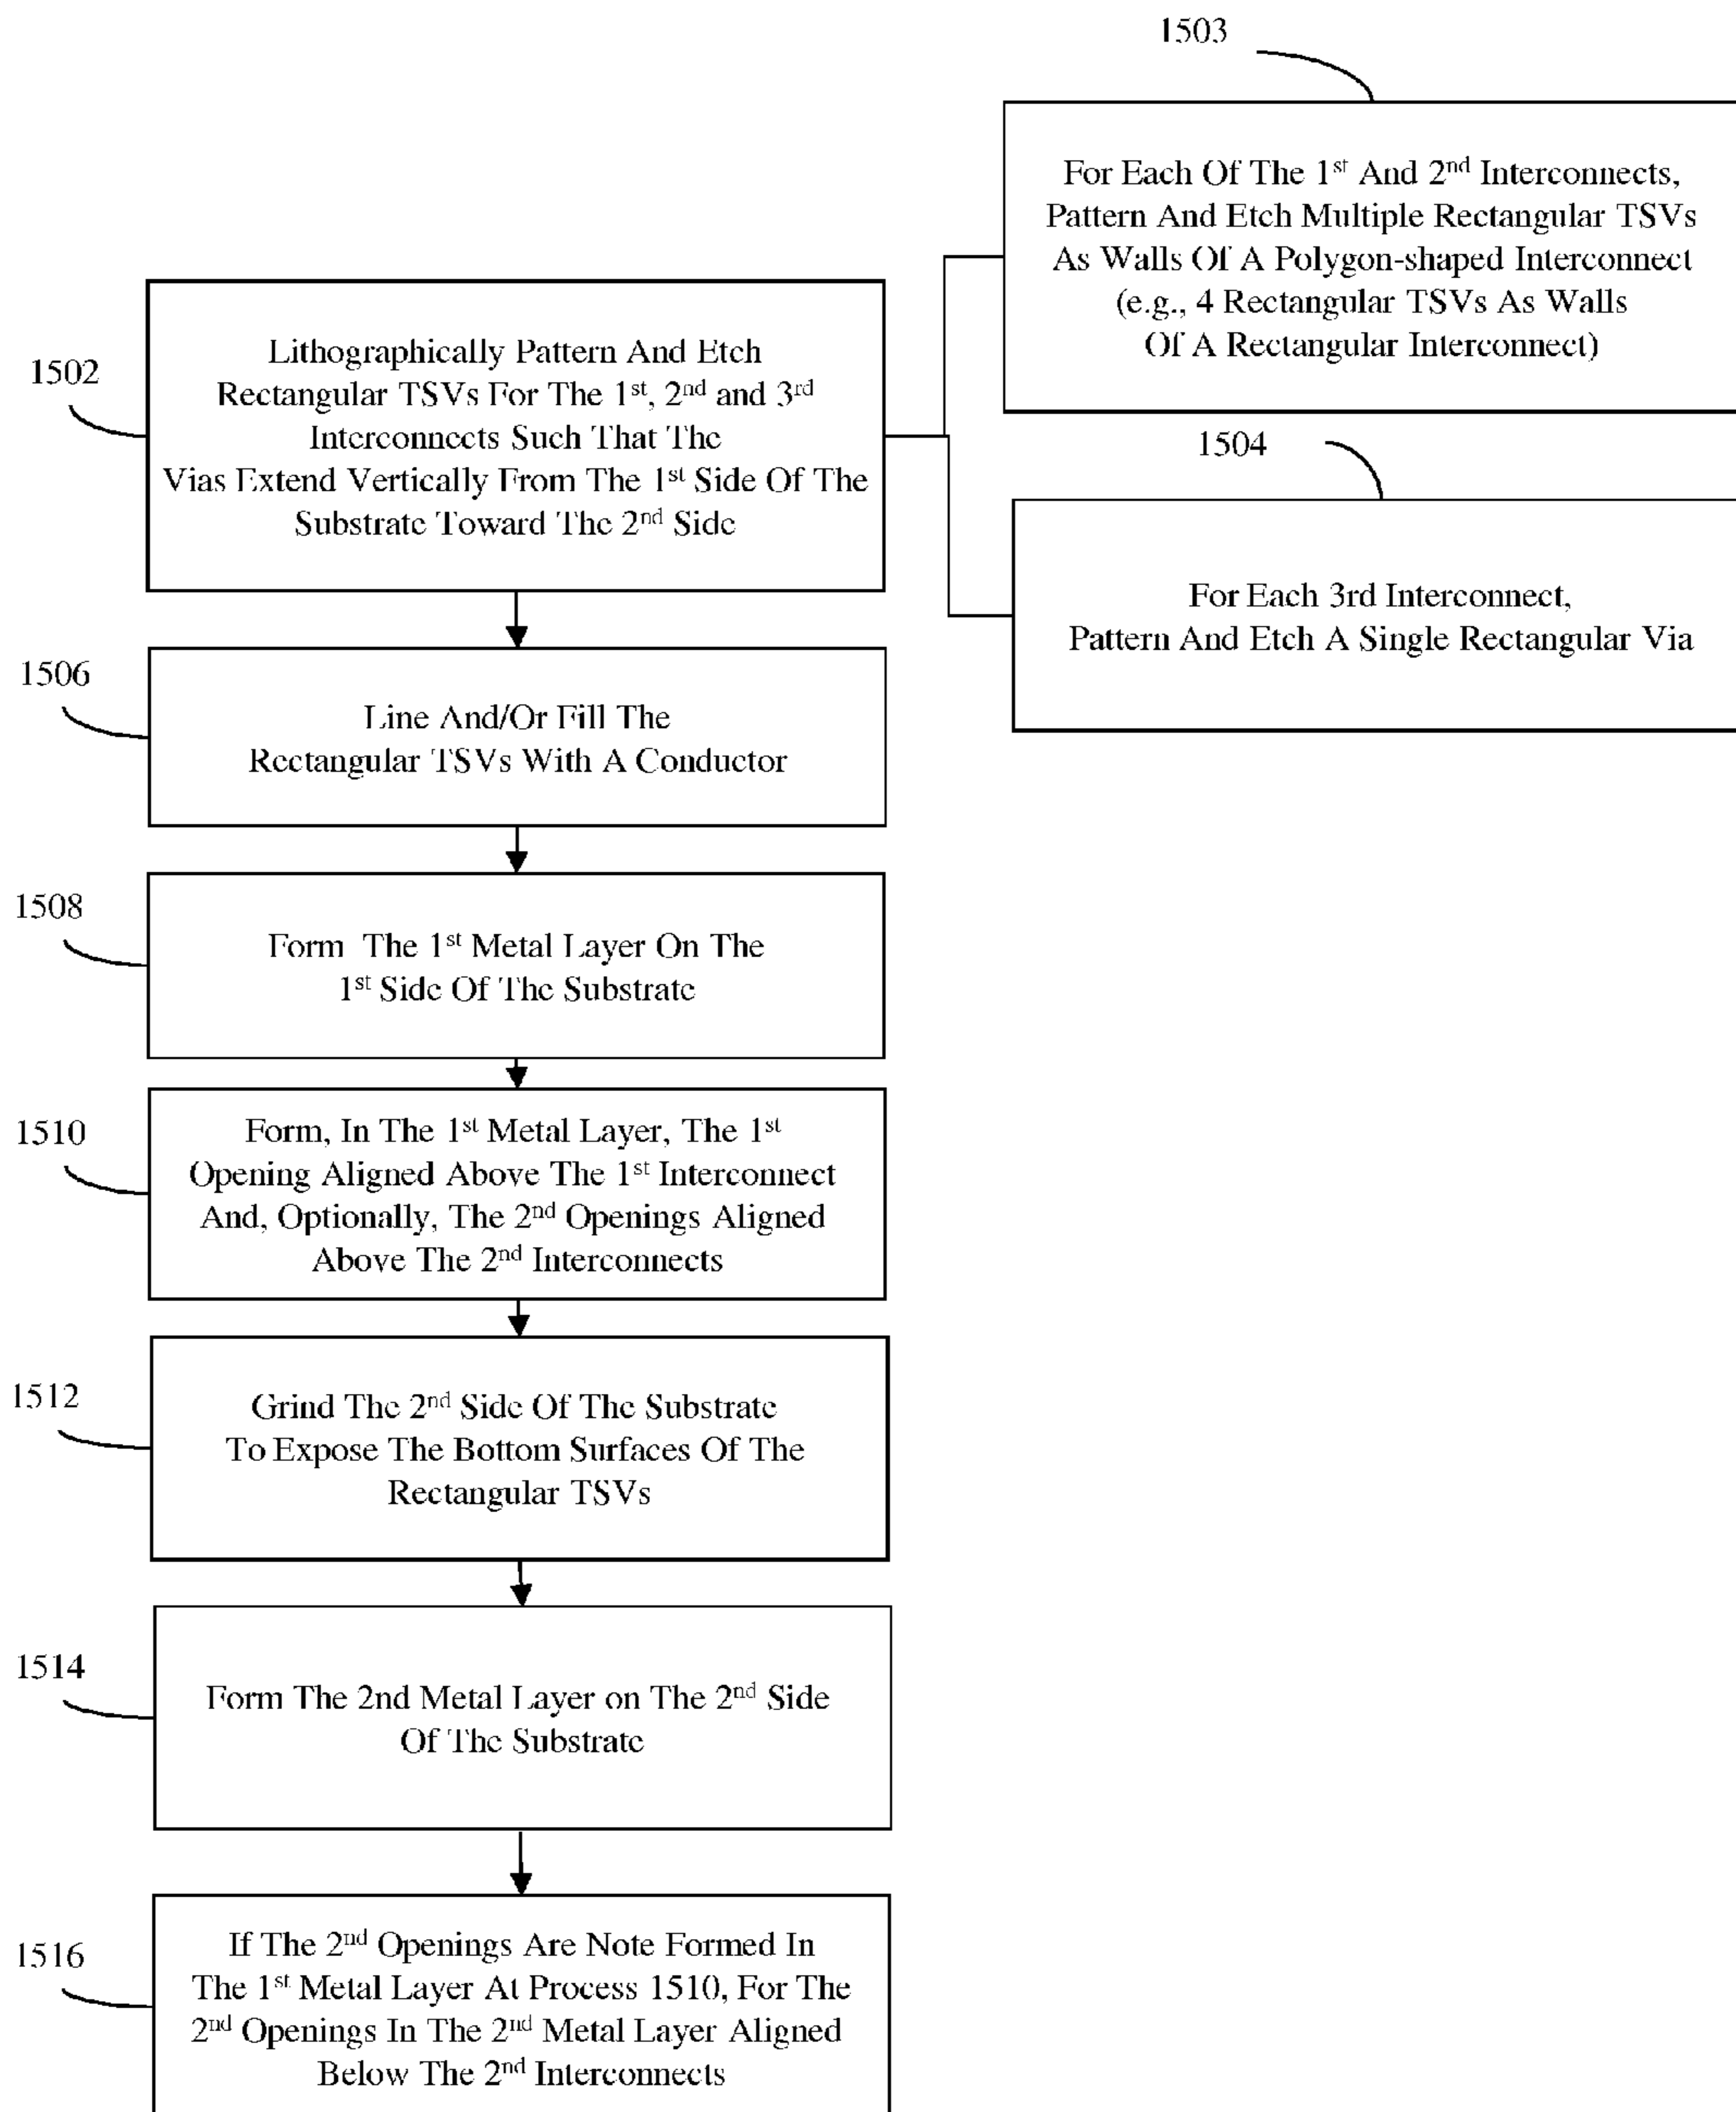 1503
For Each Of The 1st And 2nd Interconnects,
Pattern And Etch Multiple Rectangular TSVs
As Walls Of A Polygon-shaped Interconnect
(e.g., 4 Rectangular TSVs As Walls
Of A Rectangular Interconnect)
1502
Lithographically Pattern And Etch
Rectangular TSVs For The 1st, 2nd and 3rd
Interconnects Such That The
Vias Extend Vertically From The 1st Side Of The
Substrate Toward The 2nd Side
1504
For Each 3rd Interconnect,
Pattern And Etch A Single Rectangular Via
1506
Line And/Or Fill The
Rectangular TSVs With A Conductor
1508
Form The 1st Metal Layer On The
1st Side Of The Substrate
1510
Form, In The 1st Metal Layer, The 1st
Opening Aligned Above The 1st Interconnect
And, Optionally, The 2nd Openings Aligned
Above The 2nd Interconnects
1512
Grind The 2nd Side Of The Substrate
To Expose The Bottom Surfaces Of The
Rectangular TSVs
1514
Form The 2nd Metal Layer on The 2nd Side
Of The Substrate
1516
If The 2nd Openings Are Note Formed In
The 1st Metal Layer At Process 1510, For The
2nd Openings In The 2nd Metal Layer Aligned
Below The 2nd Interconnects